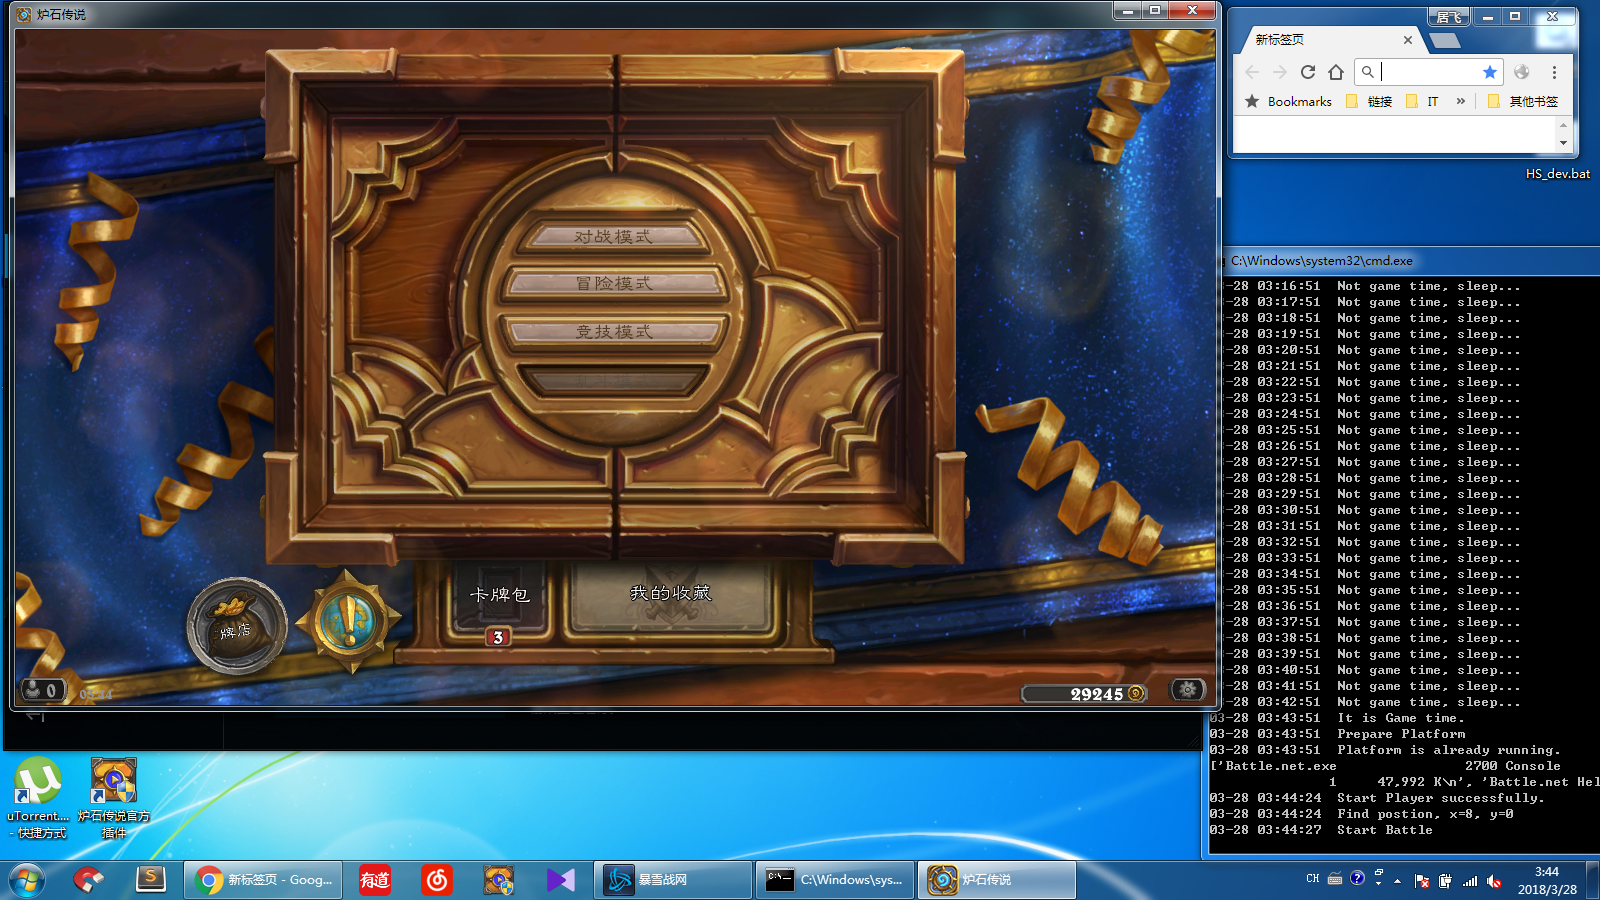 炉石传说
对战模式
冒险模式
竞技模式
牌店
卡牌包
3
我的收藏
0
03:44
29245
居飞
新标签页
Bookmarks 链接 IT » 其他书签
HS_dev.bat
C:\Windows\system32\cmd.exe
-28 03:16:51 Not game time, sleep...
-28 03:17:51 Not game time, sleep...
-28 03:18:51 Not game time, sleep...
-28 03:19:51 Not game time, sleep...
-28 03:20:51 Not game time, sleep...
-28 03:21:51 Not game time, sleep...
-28 03:22:51 Not game time, sleep...
-28 03:23:51 Not game time, sleep...
-28 03:24:51 Not game time, sleep...
-28 03:25:51 Not game time, sleep...
-28 03:26:51 Not game time, sleep...
-28 03:27:51 Not game time, sleep...
-28 03:28:51 Not game time, sleep...
-28 03:29:51 Not game time, sleep...
-28 03:30:51 Not game time, sleep...
-28 03:31:51 Not game time, sleep...
-28 03:32:51 Not game time, sleep...
-28 03:33:51 Not game time, sleep...
-28 03:34:51 Not game time, sleep...
-28 03:35:51 Not game time, sleep...
-28 03:36:51 Not game time, sleep...
-28 03:37:51 Not game time, sleep...
-28 03:38:51 Not game time, sleep...
-28 03:39:51 Not game time, sleep...
-28 03:40:51 Not game time, sleep...
-28 03:41:51 Not game time, sleep...
-28 03:42:51 Not game time, sleep...
03-28 03:43:51 It is Game time.
03-28 03:43:51 Prepare Platform
03-28 03:43:51 Platform is already running.
['Battle.net.exe 2700 Console
1 47,992 K\n', 'Battle.net Hel
03-28 03:44:24 Start Player successfully.
03-28 03:44:24 Find postion, x=8, y=0
03-28 03:44:27 Start Battle
uTorrent....
- 快捷方式
炉石传说官方
插件
新标签页 - Goog...
有道
暴雪战网
C:\Windows\sys...
炉石传说
CH
3:44
2018/3/28